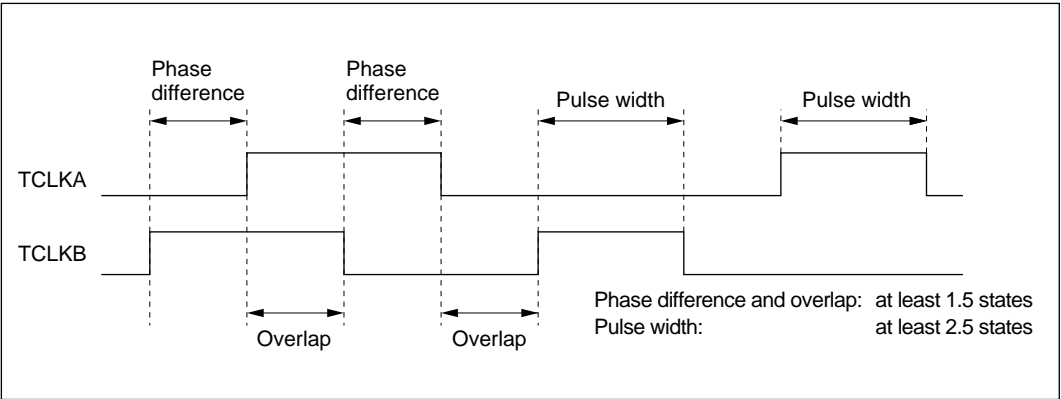 Phase
difference
Phase
difference
Pulse width
Pulse width
TCLKA
TCLKB
Overlap
Overlap
Phase difference and overlap: at least 1.5 states
Pulse width: at least 2.5 states